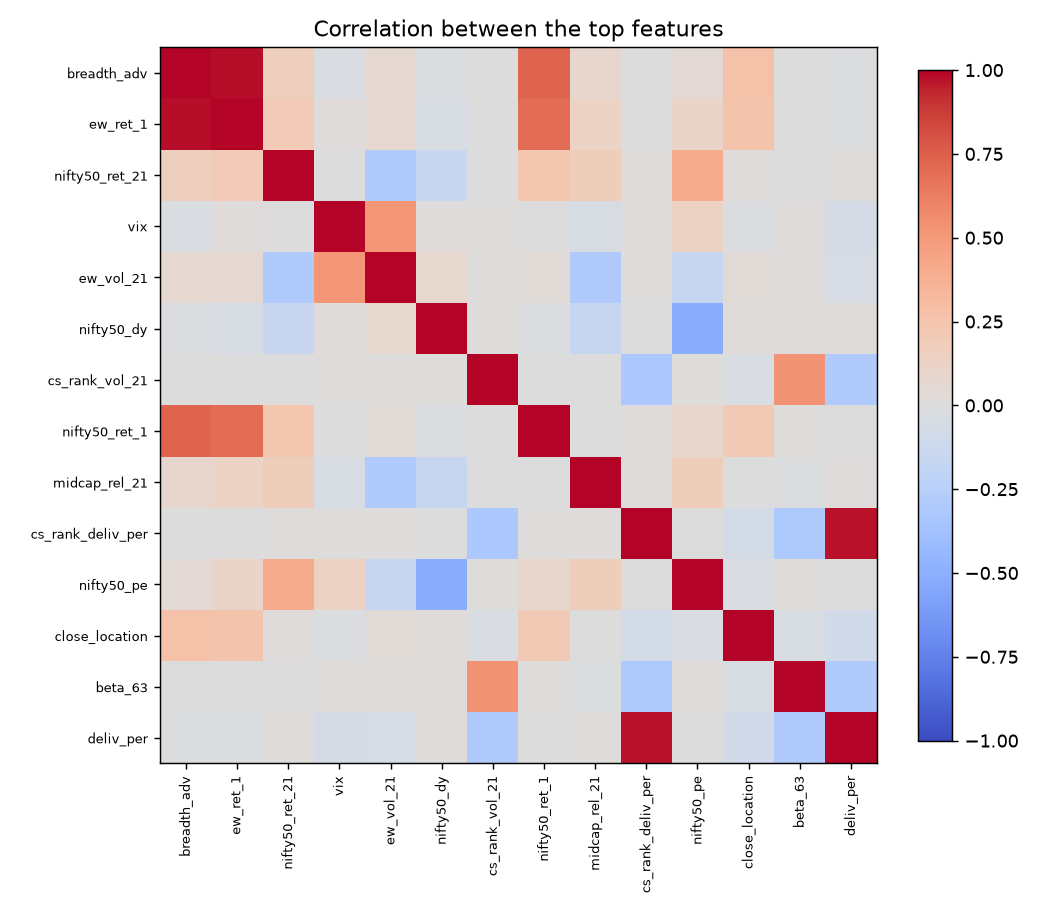 Correlation between the top features
breadth_adv
ew_ret_1
nifty50_ret_21
vix
ew_vol_21
nifty50_dy
cs_rank_vol_21
nifty50_ret_1
midcap_rel_21
cs_rank_deliv_per
nifty50_pe
close_location
beta_63
deliv_per
breadth_adv
ew_ret_1
nifty50_ret_21
vix
ew_vol_21
nifty50_dy
cs_rank_vol_21
nifty50_ret_1
midcap_rel_21
cs_rank_deliv_per
nifty50_pe
close_location
beta_63
deliv_per
1.00
0.75
0.50
0.25
0.00
−0.25
−0.50
−0.75
−1.00